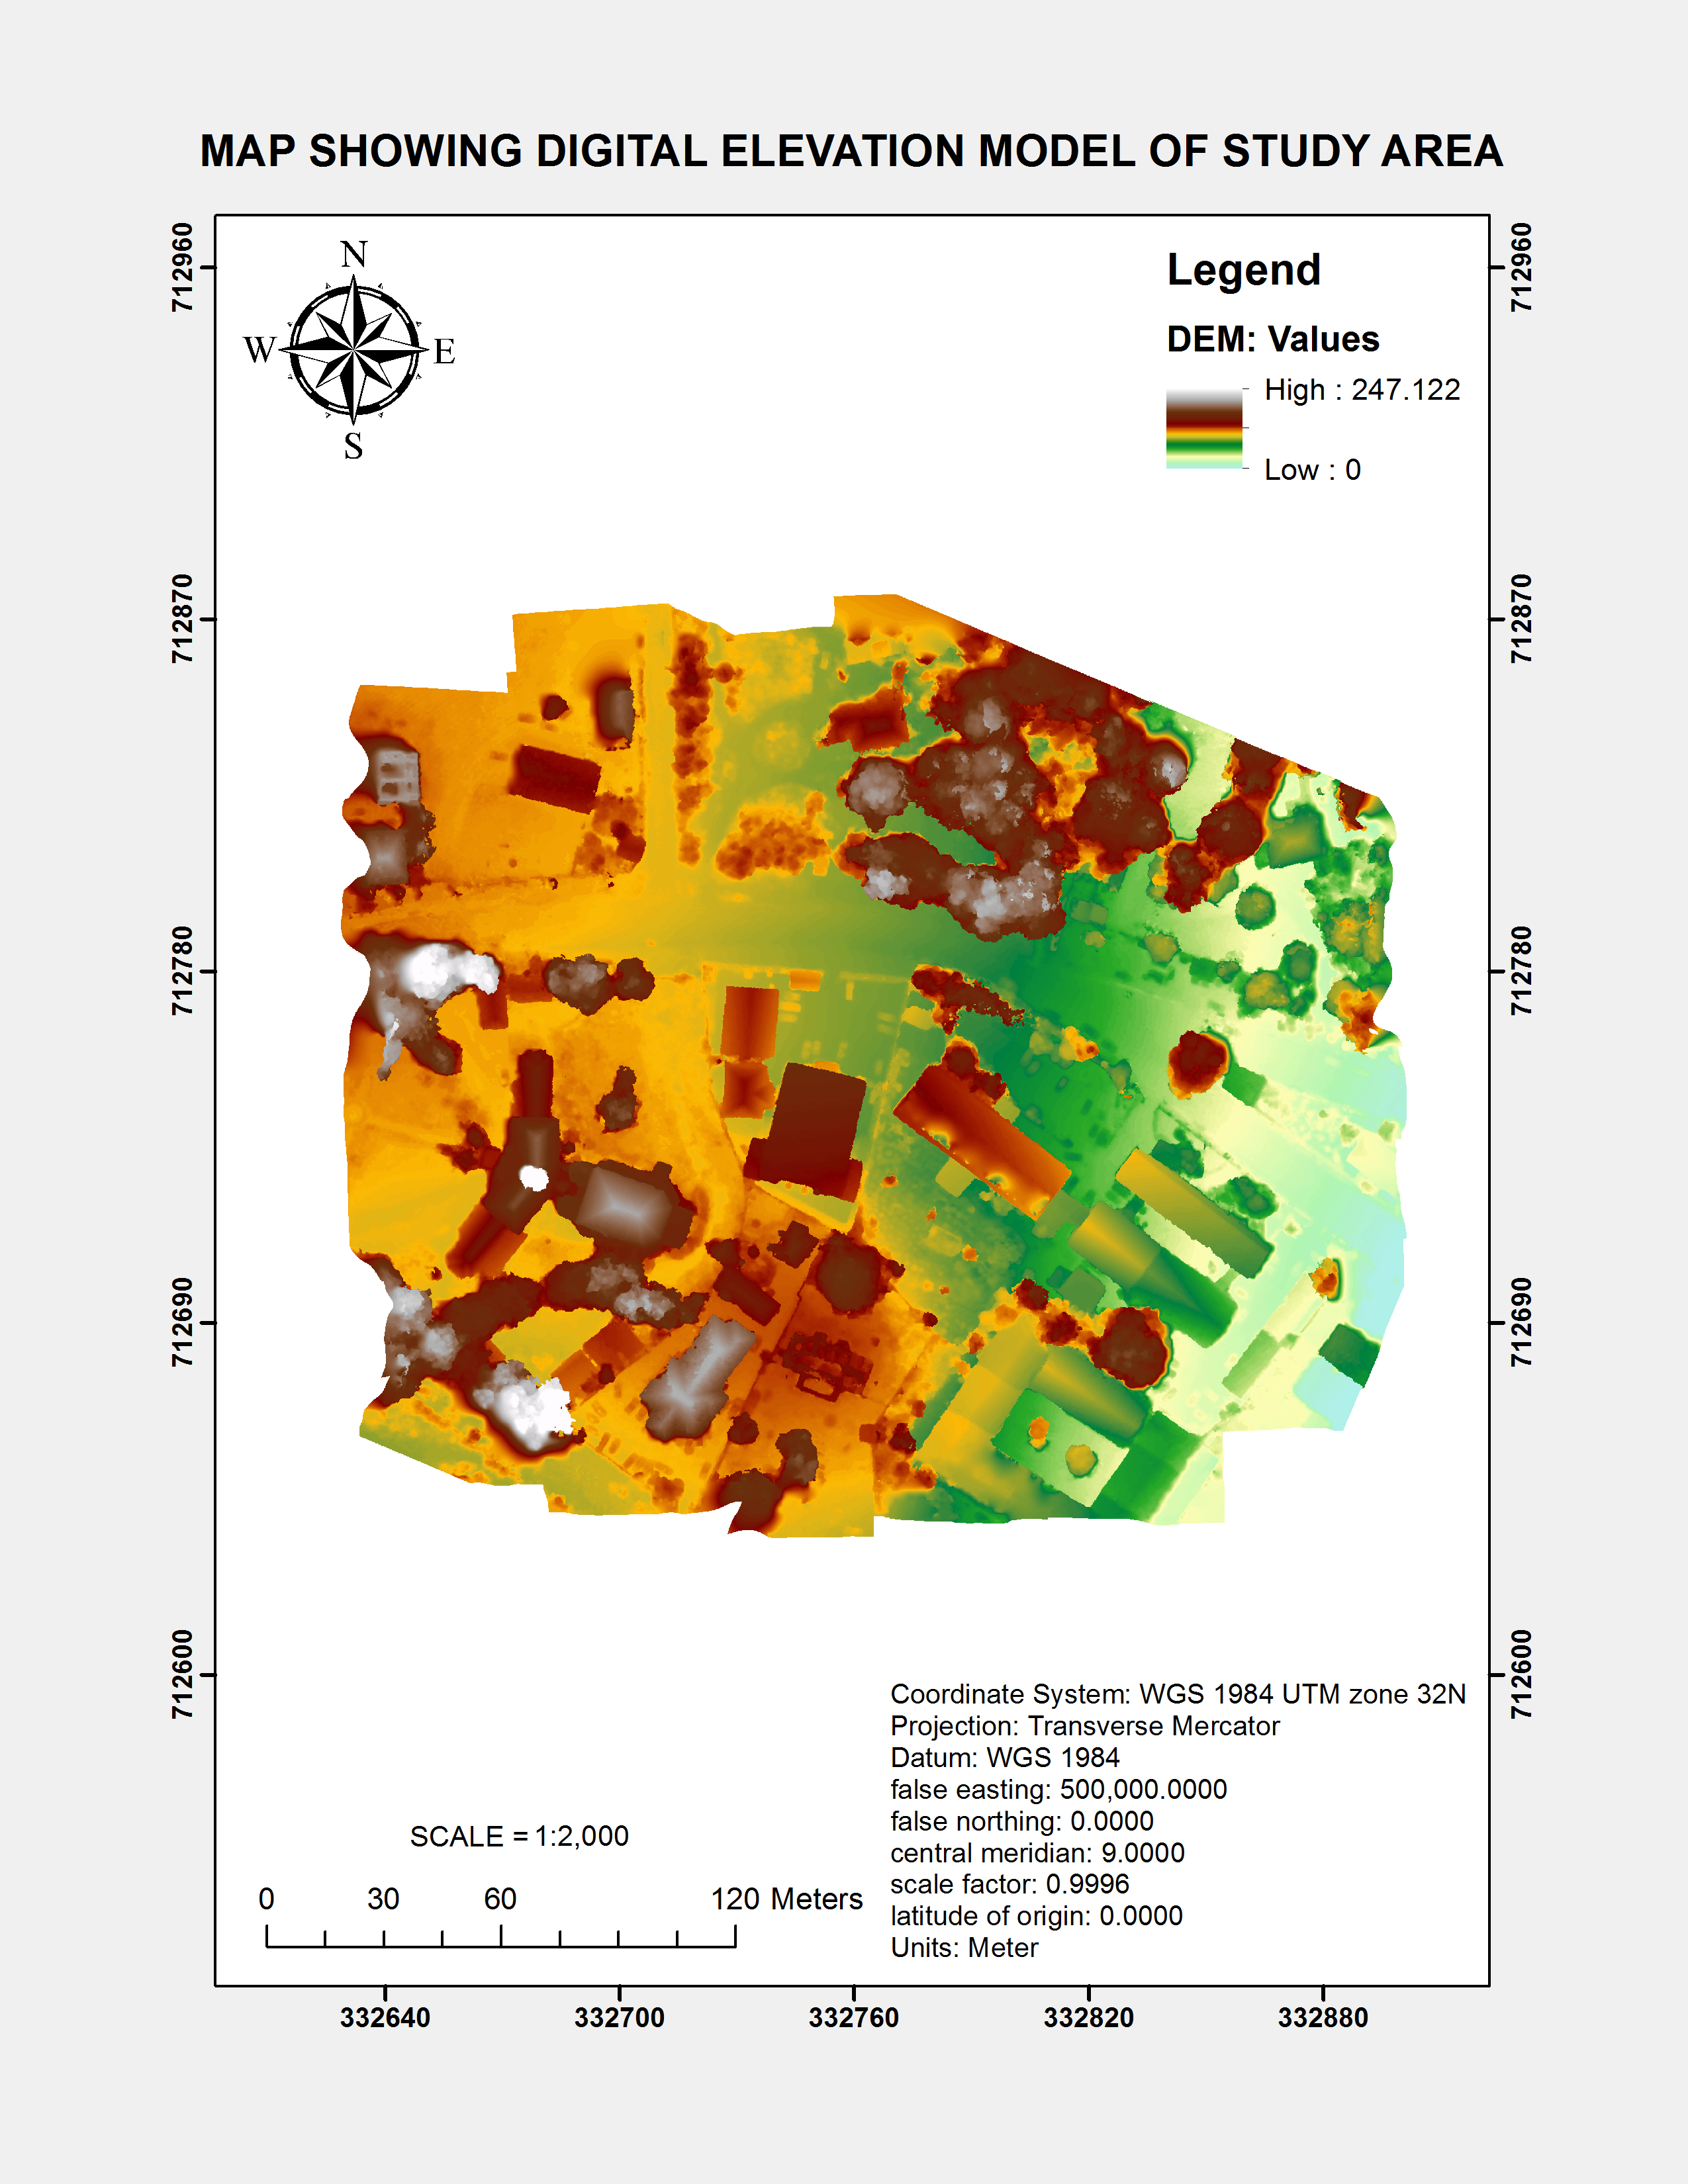 MAP SHOWING DIGITAL ELEVATION MODEL OF STUDY AREA
712960
712960
N
W
E
S
Legend
DEM: Values
High : 247.122
Low : 0
712870
712870
712780
712780
712690
712690
712600
712600
Coordinate System: WGS 1984 UTM zone 32N
Projection: Transverse Mercator
Datum: WGS 1984
false easting: 500,000.0000
false northing: 0.0000
central meridian: 9.0000
scale factor: 0.9996
latitude of origin: 0.0000
Units: Meter
SCALE = 1:2,000
0 30 60 120 Meters
332640 332700 332760 332820 332880